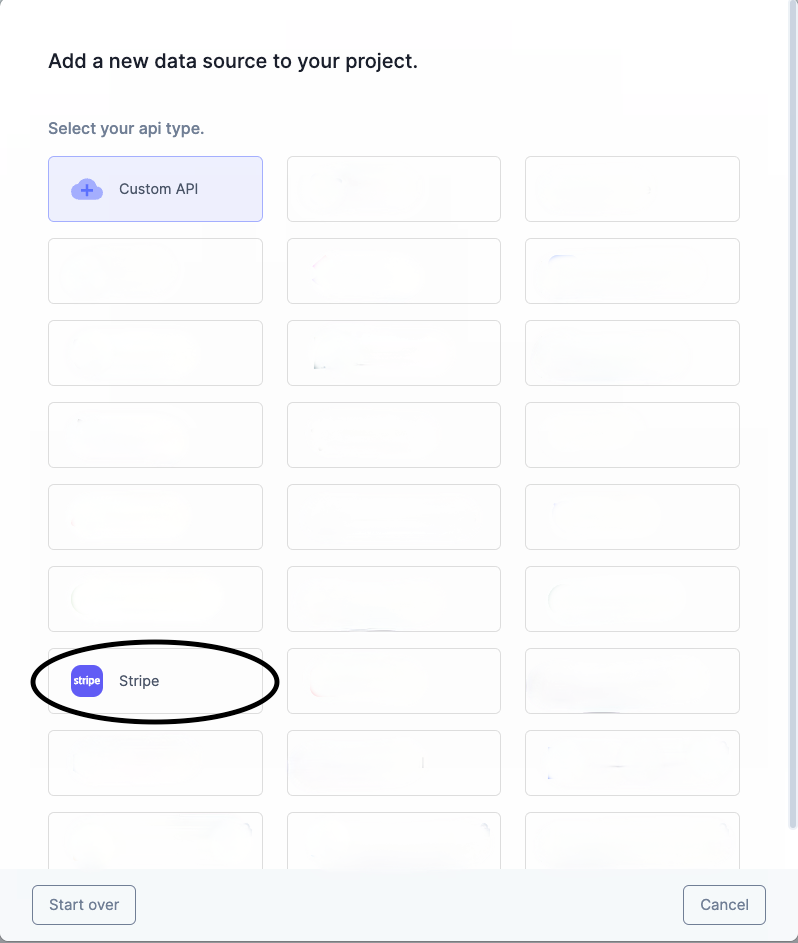 Add a new data source to your project.
Select your api type.
Custom API
stripe Stripe
Start over
Cancel